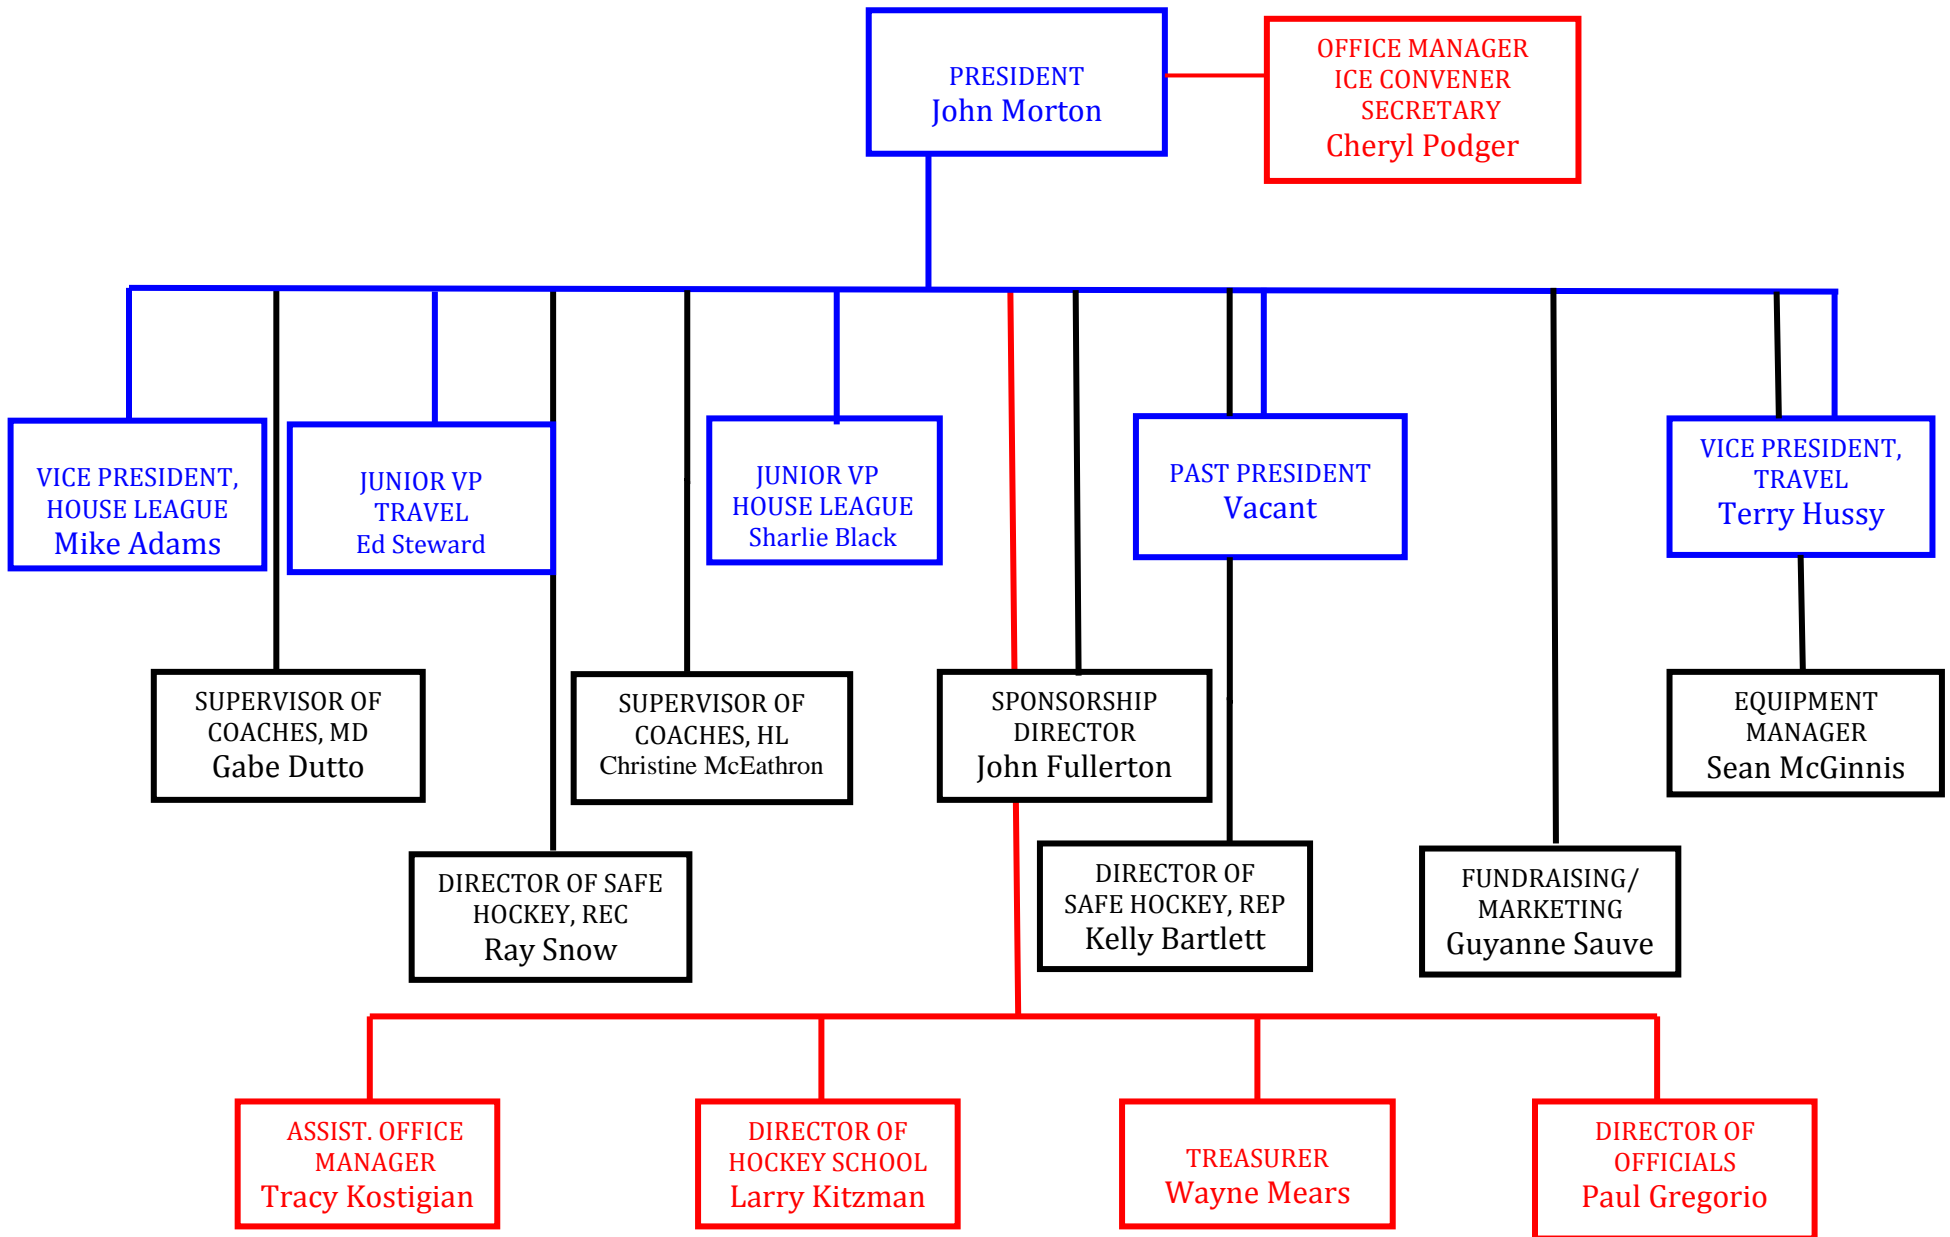 PRESIDENT
John Morton
OFFICE MANAGER
ICE CONVENER
SECRETARY
Cheryl Podger
VICE PRESIDENT,
HOUSE LEAGUE
Mike Adams
JUNIOR VP
TRAVEL
Ed Steward
JUNIOR VP
HOUSE LEAGUE
Sharlie Black
PAST PRESIDENT
Vacant
VICE PRESIDENT,
TRAVEL
Terry Hussy
SUPERVISOR OF
COACHES, MD
Gabe Dutto
SUPERVISOR OF
COACHES, HL
Christine McEathron
SPONSORSHIP
DIRECTOR
John Fullerton
EQUIPMENT
MANAGER
Sean McGinnis
DIRECTOR OF SAFE
HOCKEY, REC
Ray Snow
DIRECTOR OF
SAFE HOCKEY, REP
Kelly Bartlett
FUNDRAISING/
MARKETING
Guyanne Sauve
ASSIST. OFFICE
MANAGER
Tracy Kostigian
DIRECTOR OF
HOCKEY SCHOOL
Larry Kitzman
TREASURER
Wayne Mears
DIRECTOR OF
OFFICIALS
Paul Gregorio